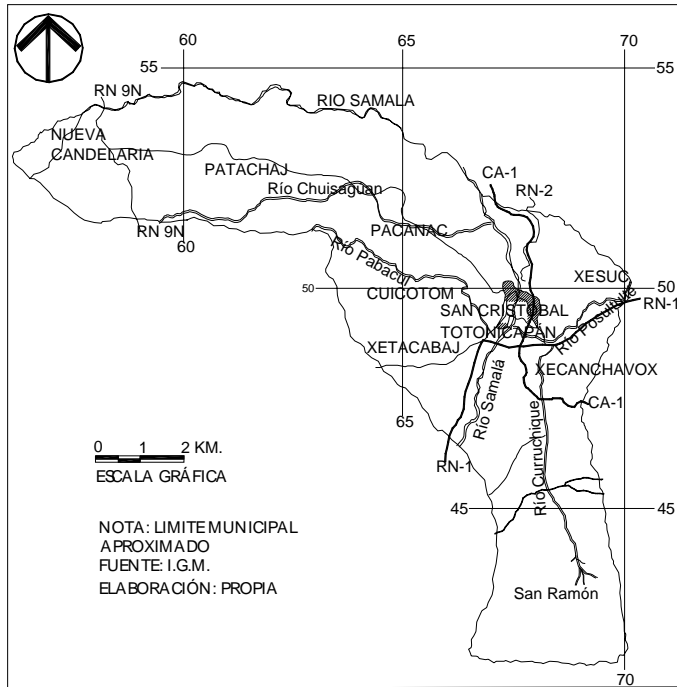 60
65
70
55
55
RN 9N
RIO SAMALA
NUEVA
CANDELARIA
PATACHAJ
CA-1
RN-2
Río Chuisaguan
PACANAC
RN 9N
60
Río Pabacul
XESUC
50
50
CUICOTOM
SAN CRISTOBAL
RN-1
TOTONICAPÁN
XETACABAJ
XECANCHAVOX
Río Samalá
CA-1
65
Río Curruchique
RN-1
0 1 2 KM.
ESCALA GRÁFICA
45
45
NOTA: LIMITE MUNICIPAL
APROXIMADO
FUENTE: I.G.M.
ELABORACIÓN: PROPIA
San Ramón
70